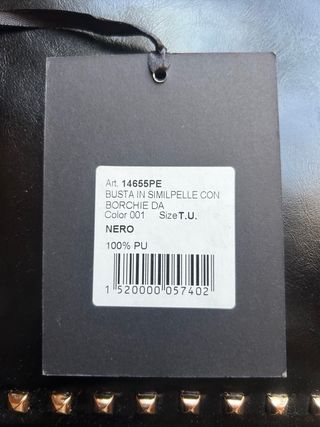 Art. 14655PE
BUSTA IN SIMILPELLE CON
BORCHIE DA
Color 001 Size T.U.
NERO
100% PU
1 520000 057402